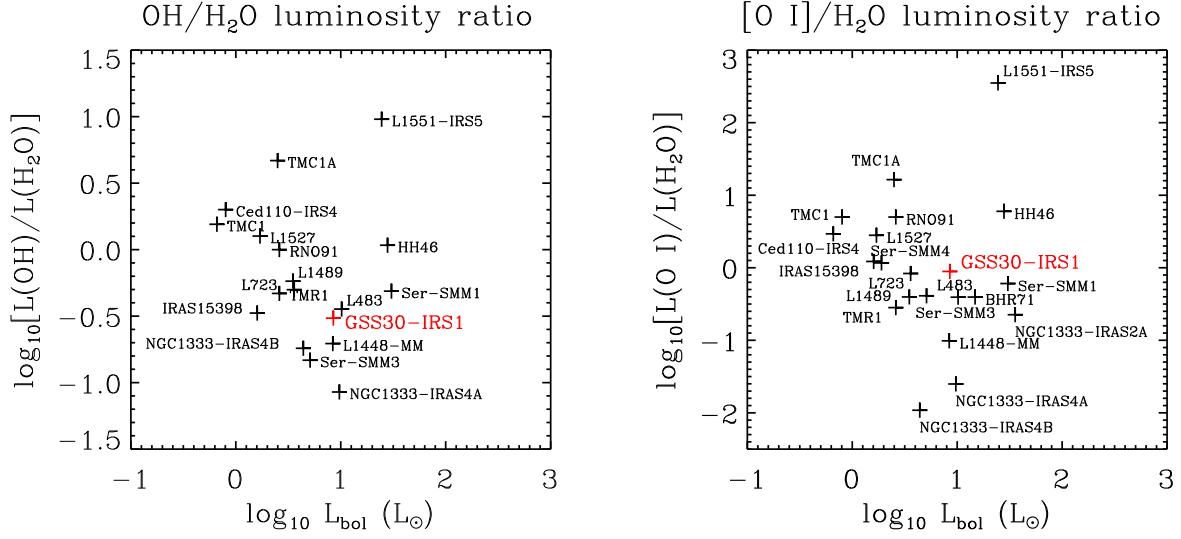 OH/H₂O luminosity ratio
log₁₀[L(OH)/L(H₂O)]
1.5
1.0
0.5
0.0
−0.5
−1.0
−1.5
L1551−IRS5
TMC1A
Ced110−IRS4
TMC1
L1527
RNO91
HH46
L1489
L723
TMR1
Ser−SMM1
IRAS15398
L483
GSS30−IRS1
NGC1333−IRAS4B
L1448−MM
Ser−SMM3
NGC1333−IRAS4A
−1
0
1
2
3
log₁₀ L_bol (L_⊙)
[O I]/H₂O luminosity ratio
log₁₀[L(O I)/L(H₂O)]
3
2
1
0
−1
−2
L1551−IRS5
TMC1A
TMC1
RNO91
HH46
Ced110−IRS4
L1527
Ser−SMM4
IRAS15398
GSS30−IRS1
L723
L483
Ser−SMM1
L1489
BHR71
TMR1
Ser−SMM3
NGC1333−IRS2A
L1448−MM
NGC1333−IRAS4A
NGC1333−IRAS4B
−1
0
1
2
3
log₁₀ L_bol (L_⊙)